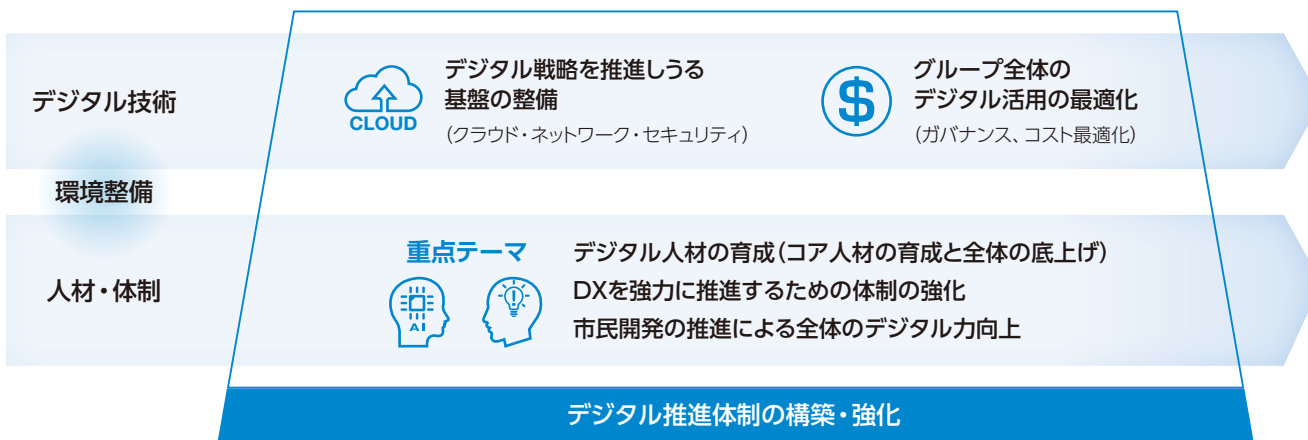 デジタル技術
CLOUD
デジタル戦略を推進しうる
基盤の整備
(クラウド・ネットワーク・セキュリティ)
$
グループ全体の
デジタル活用の最適化
(ガバナンス、コスト最適化)
環境整備
人材・体制
重点テーマ
AI
デジタル人材の育成(コア人材の育成と全体の底上げ)
DXを強力に推進するための体制の強化
市民開発の推進による全体のデジタル力向上
デジタル推進体制の構築・強化